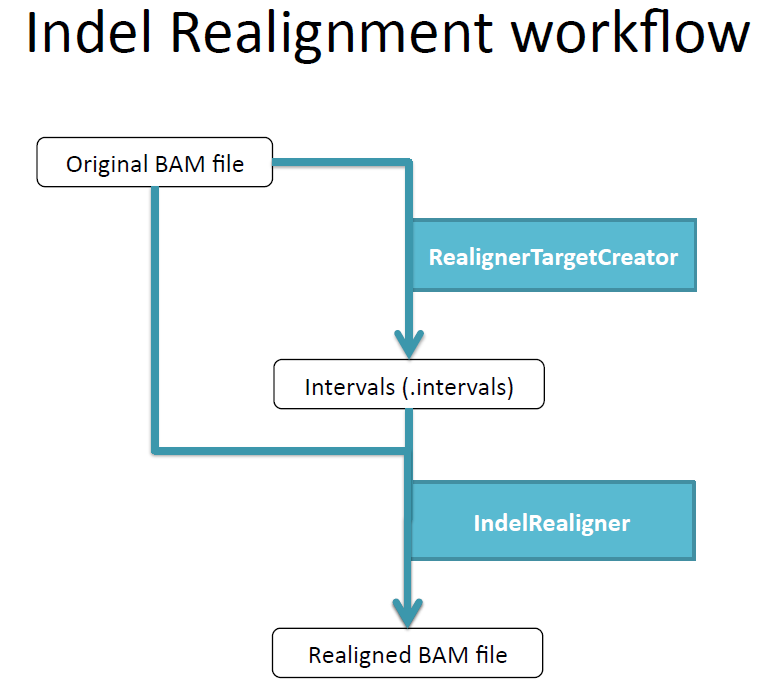 Indel Realignment workflow
Original BAM file
RealignerTargetCreator
Intervals (.intervals)
IndelRealigner
Realigned BAM file